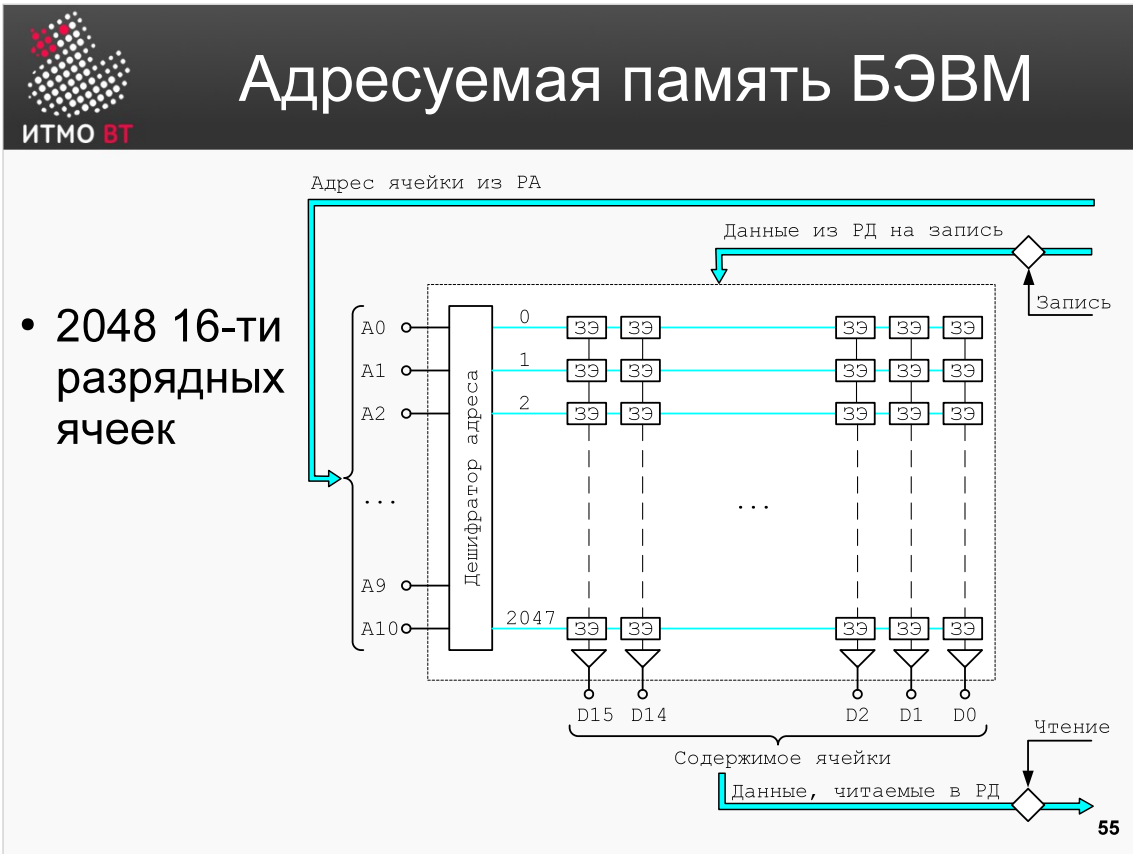 ИТМО ВТ
Адресуемая память БЭВМ
• 2048 16-ти
разрядных
ячеек
Адрес ячейки из РА
Данные из РД на запись
Запись
A0
A1
A2
...
A9
A10
Дешифратор адреса
0
ЗЭ ЗЭ ЗЭ ЗЭ ЗЭ
1
ЗЭ ЗЭ ЗЭ ЗЭ ЗЭ
2
ЗЭ ЗЭ ЗЭ ЗЭ ЗЭ
...
2047
ЗЭ ЗЭ ЗЭ ЗЭ ЗЭ
D15 D14 D2 D1 D0
Содержимое ячейки
Чтение
Данные, читаемые в РД
55